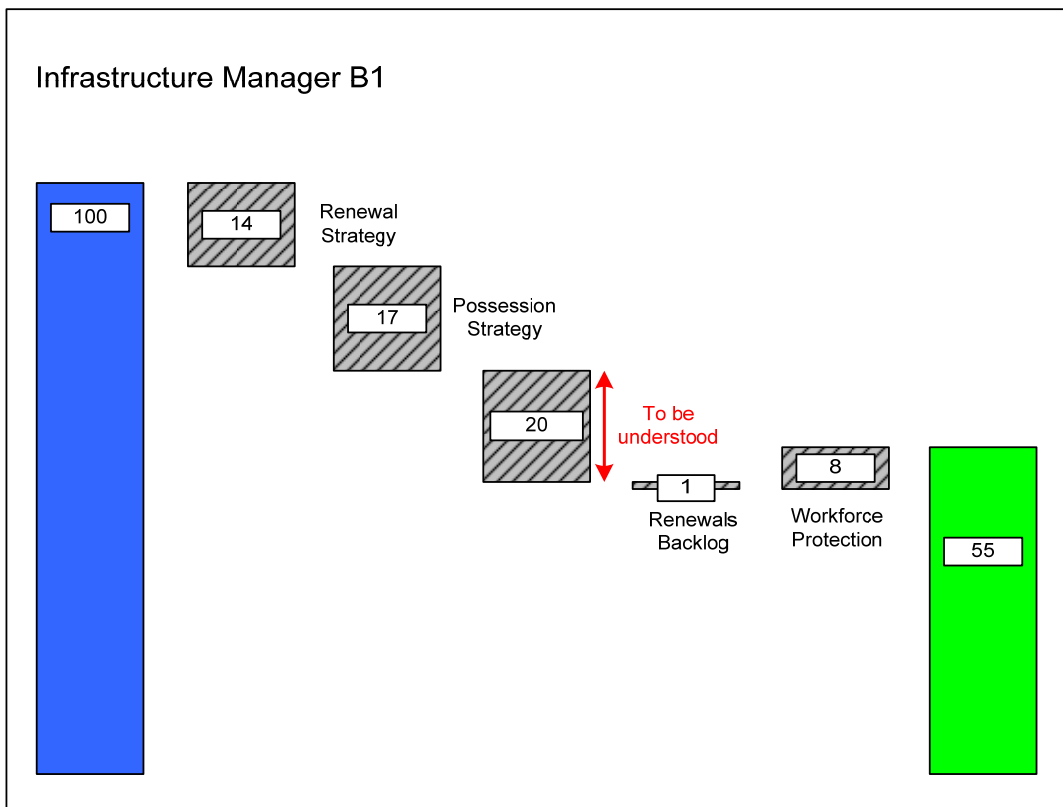 Infrastructure Manager B1
100
14
Renewal
Strategy
17
Possession
Strategy
20
To be
understood
1
Renewals
Backlog
8
Workforce
Protection
55